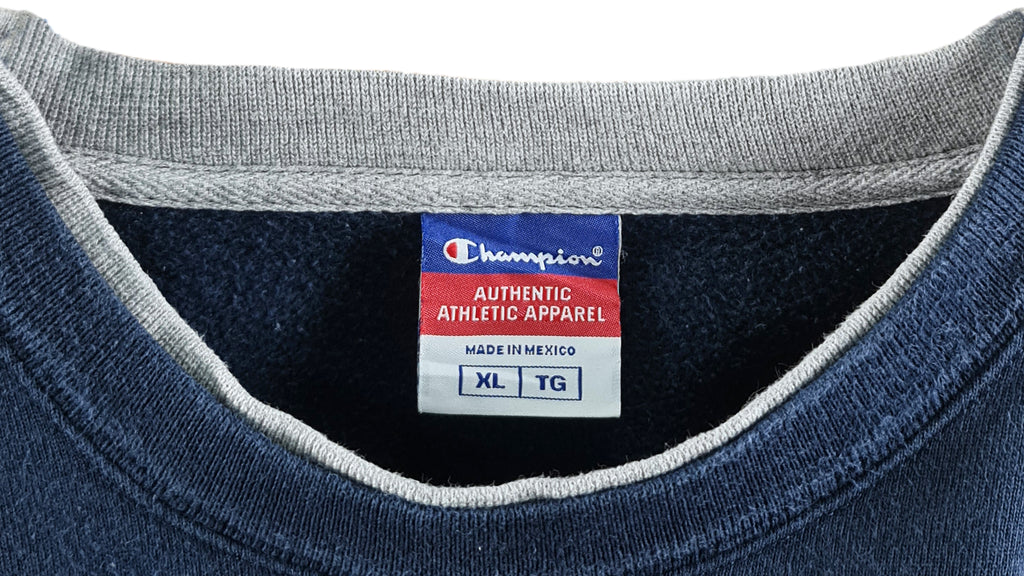 Champion®
AUTHENTIC
ATHLETIC APPAREL
MADE IN MEXICO
XL TG